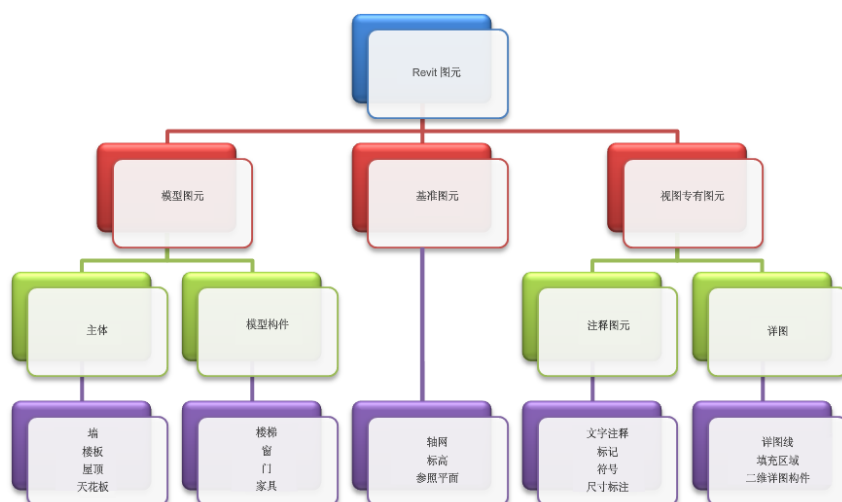 Revit 图元
模型图元
基准图元
视图专有图元
主体
模型构件
注释图元
详图
墙
楼板
屋顶
天花板
楼梯
窗
门
家具
轴网
标高
参照平面
文字注释
标记
符号
尺寸标注
详图线
填充区域
二维详图构件